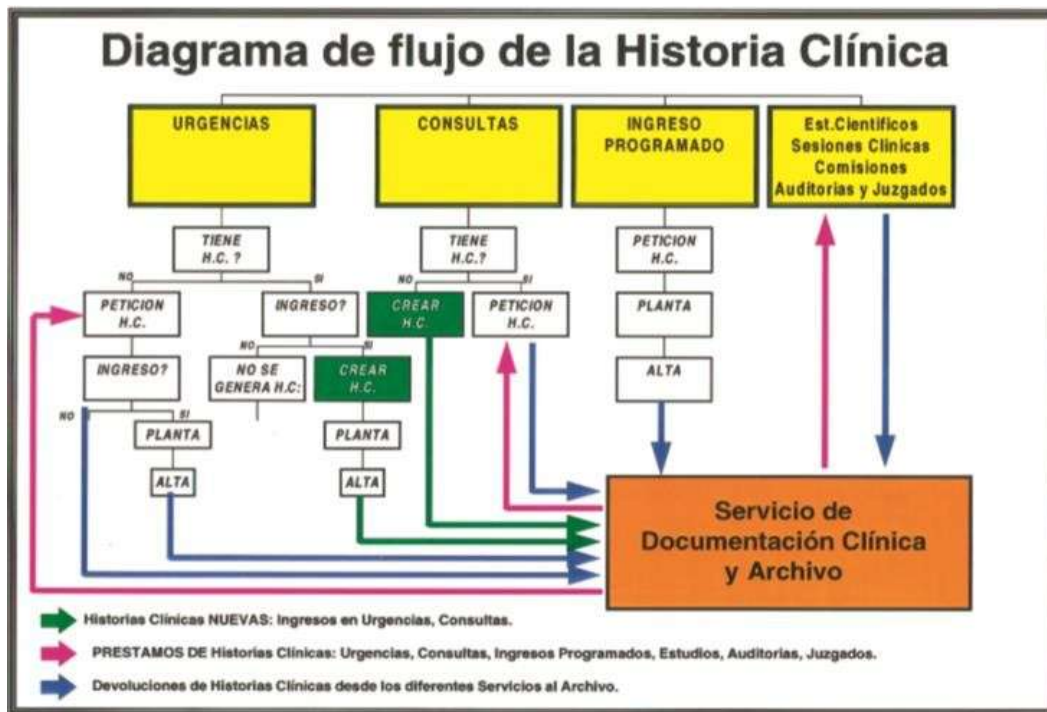 Diagrama de flujo de la Historia Clínica
URGENCIAS
CONSULTAS
INGRESO
PROGRAMADO
Est.Cientificos
Sesiones Clinicas
Comisiones
Auditorias y Juzgados
TIENE
H.C. ?
NO
SI
PETICION
H.C.
INGRESO?
INGRESO?
NO
SI
NO SE
GENERA H.C:
CREAR
H.C.
NO
SI
PLANTA
ALTA
PLANTA
ALTA
TIENE
H.C.?
NO
SI
CREAR
H.C.
PETICION
H.C.
PETICION
H.C.
PLANTA
ALTA
Servicio de
Documentación Clínica
y Archivo
Historias Clínicas NUEVAS: Ingresos en Urgencias, Consultas.
PRESTAMOS DE Historias Clínicas: Urgencias, Consultas, Ingresos Programados, Estudios, Auditorias, Juzgados.
Devoluciones de Historias Clínicas desde los diferentes Servicios al Archivo.